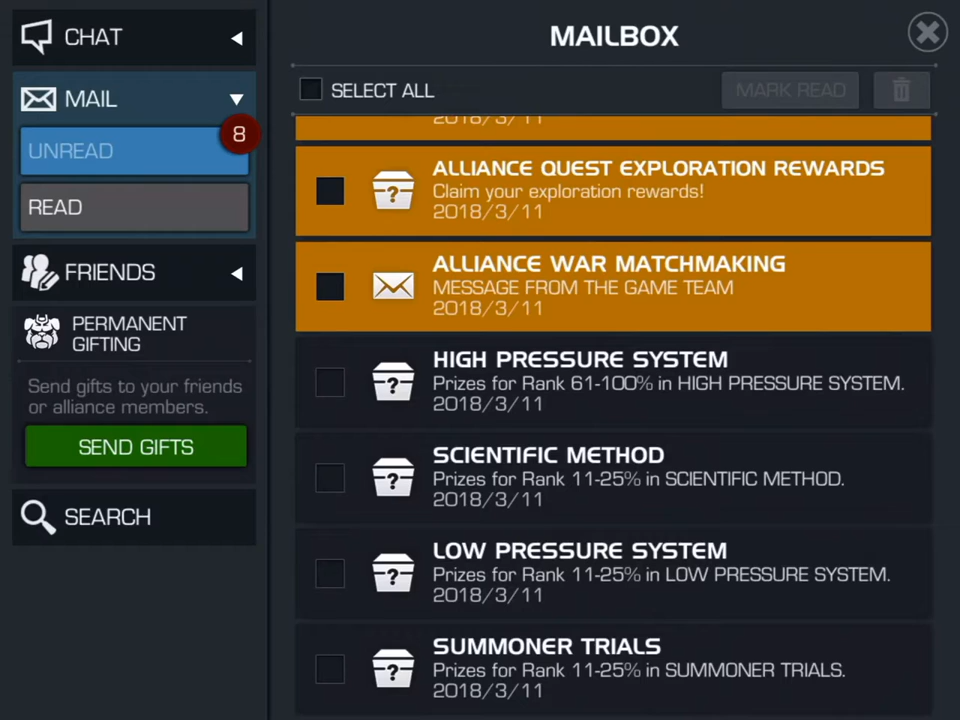 CHAT
MAIL
8
UNREAD
READ
FRIENDS
PERMANENT
GIFTING
Send gifts to your friends
or alliance members.
SEND GIFTS
SEARCH
MAILBOX
SELECT ALL
MARK READ
2018/3/11
ALLIANCE QUEST EXPLORATION REWARDS
Claim your exploration rewards!
2018/3/11
ALLIANCE WAR MATCHMAKING
MESSAGE FROM THE GAME TEAM
2018/3/11
HIGH PRESSURE SYSTEM
Prizes for Rank 61-100% in HIGH PRESSURE SYSTEM.
2018/3/11
SCIENTIFIC METHOD
Prizes for Rank 11-25% in SCIENTIFIC METHOD.
2018/3/11
LOW PRESSURE SYSTEM
Prizes for Rank 11-25% in LOW PRESSURE SYSTEM.
2018/3/11
SUMMONER TRIALS
Prizes for Rank 11-25% in SUMMONER TRIALS.
2018/3/11